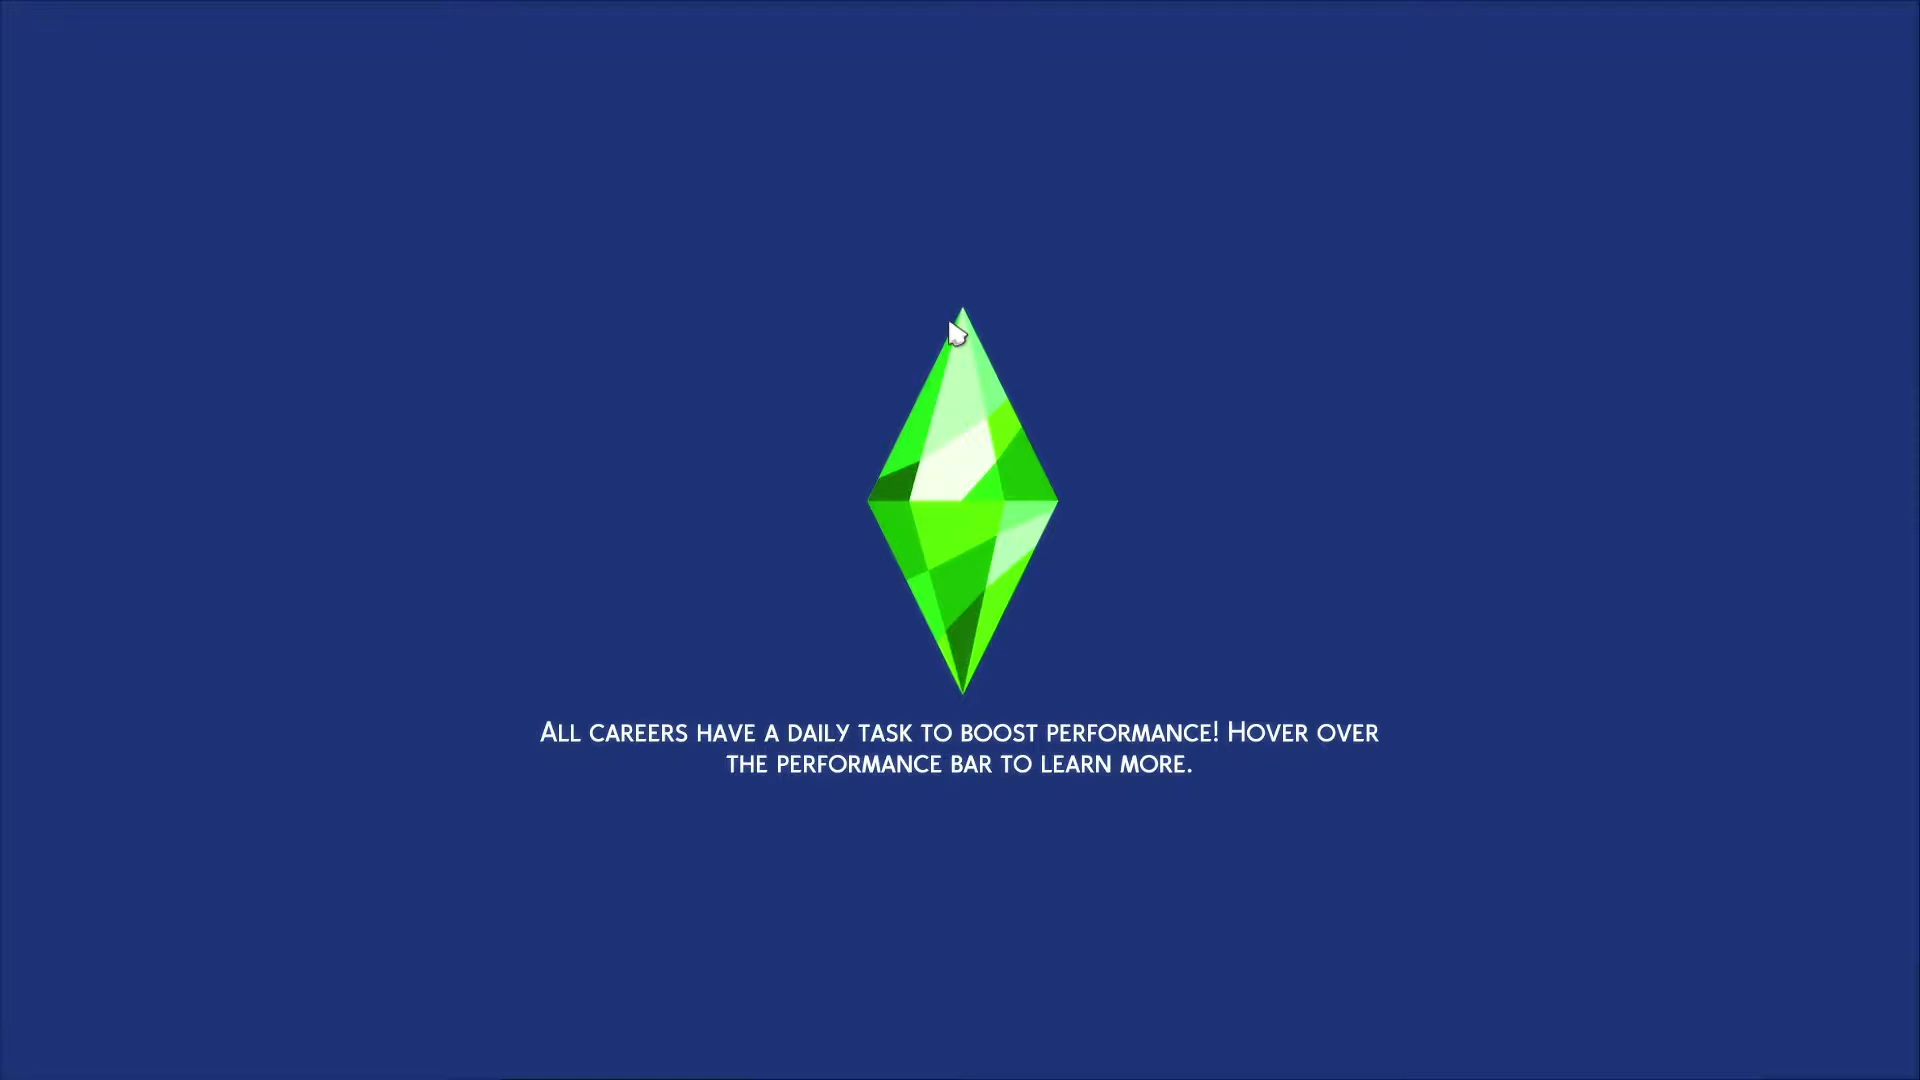 All careers have a daily task to boost performance! Hover over
the performance bar to learn more.